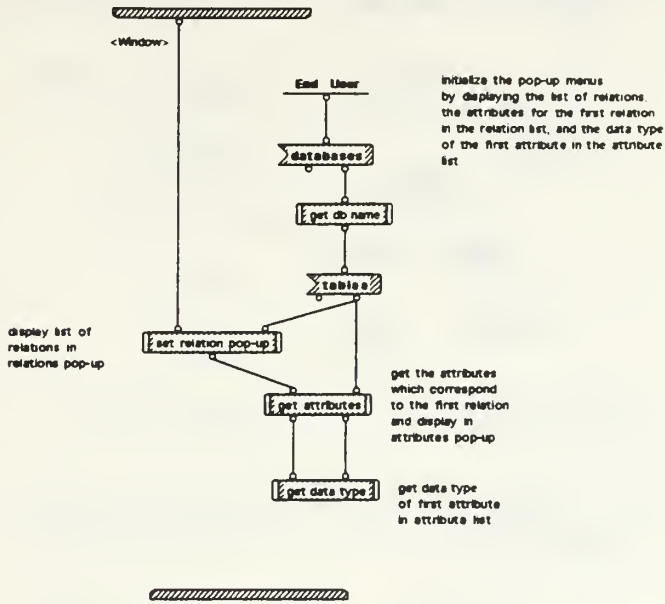 <Window>
End User
initialize the pop-up menus
by displaying the list of relations,
the attributes for the first relation
in the relation list, and the data type
of the first attribute in the attribute
list
databases
get db name
tables
display list of
relations in
relations pop-up
set relation pop-up
get the attributes
which correspond
to the first relation
and display in
attributes pop-up
get attributes
get data type
get data type
of first attribute
in attribute list